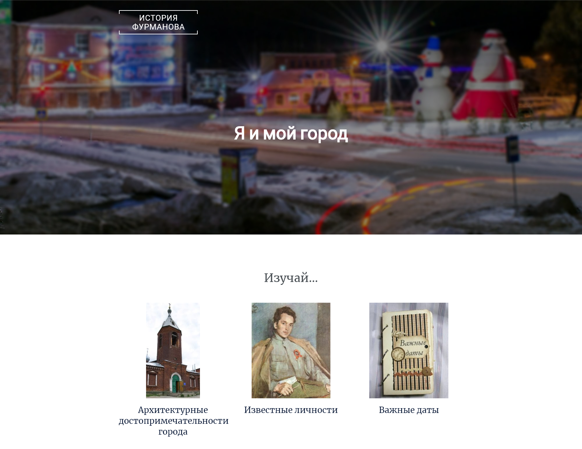 ИСТОРИЯ
ФУРМАНОВА
Я и мой город
Изучай...
Важные
даты
Архитектурные
достопримечательности
города
Известные личности
Важные даты